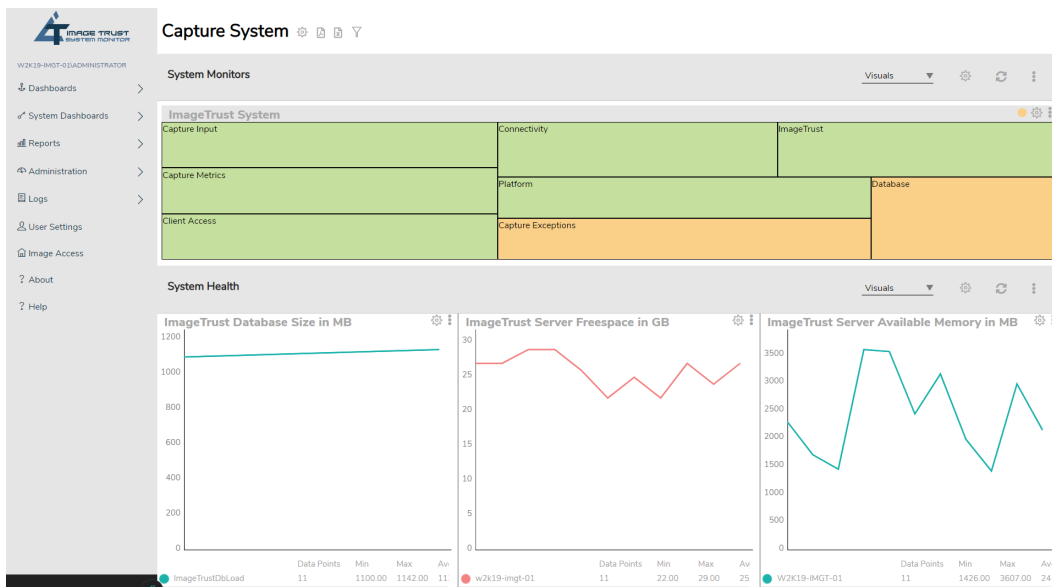 IMAGE TRUST
SYSTEM MONITOR
W2K19-IMGT-01\ADMINISTRATOR
Dashboards
System Dashboards
Reports
Administration
Logs
User Settings
Image Access
? About
? Help
Capture System
System Monitors
Visuals
ImageTrust System
Capture Input
Connectivity
ImageTrust
Capture Metrics
Platform
Database
Client Access
Capture Exceptions
System Health
Visuals
ImageTrust Database Size in MB
1200
1000
800
600
400
200
0
Data Points Min Max
ImageTrustDbLoad 11 1100.00 1142.00
ImageTrust Server Freespace in GB
30
25
20
15
10
5
0
Data Points Min Max
w2k19-imgt-01 11 22.00 29.00 25
ImageTrust Server Available Memory in MB
3500
3000
2500
2000
1500
1000
500
0
Data Points Min Max
W2K19-IMGT-01 11 1426.00 3607.00